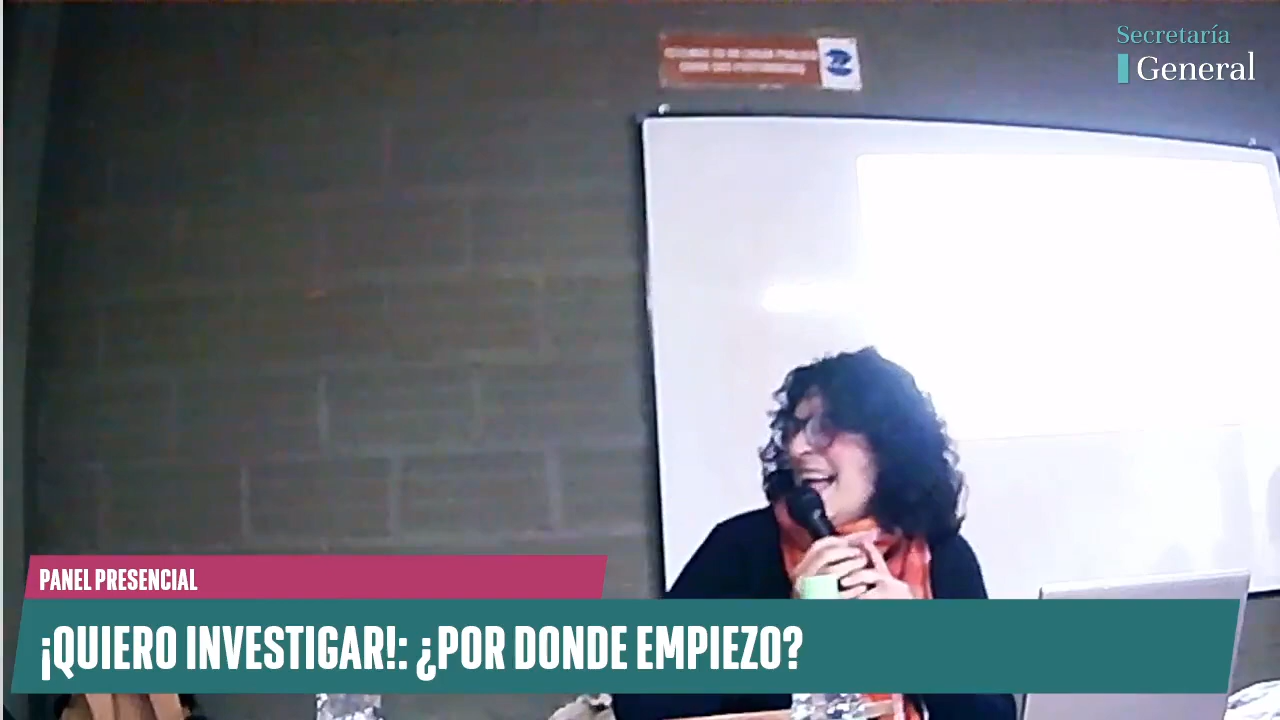 Secretaría
General
PANEL PRESENCIAL
¡QUIERO INVESTIGAR!: ¿POR DONDE EMPIEZO?